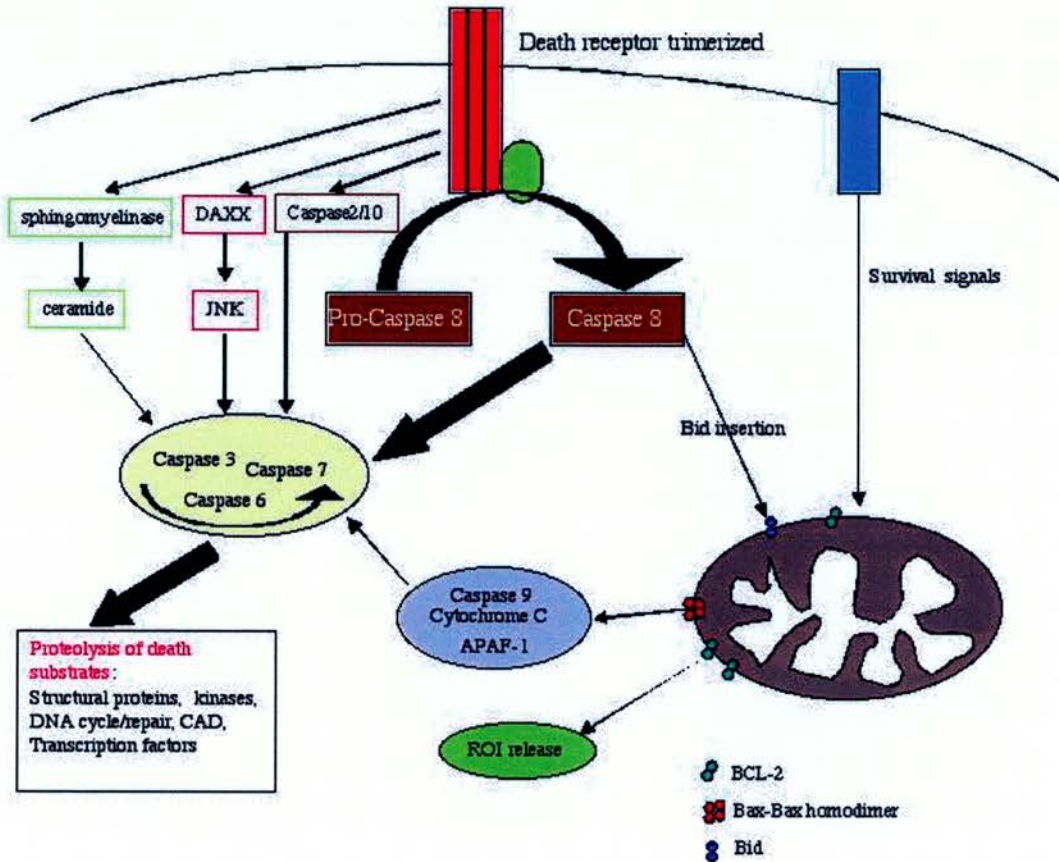 Death receptor trimerized
sphingomyelinase
DAXX
Caspase2/10
ceramide
JNK
Pro-Caspase 8
Caspase 8
Survival signals
Bid insertion
Caspase 3
Caspase 7
Caspase 6
Caspase 9
Cytochrome C
APAF-1
Proteolysis of death
substrates:
Structural proteins, kinases,
DNA cycle/repair, CAD,
Transcription factors
ROI release
BCL-2
Bax-Bax homodimer
Bid